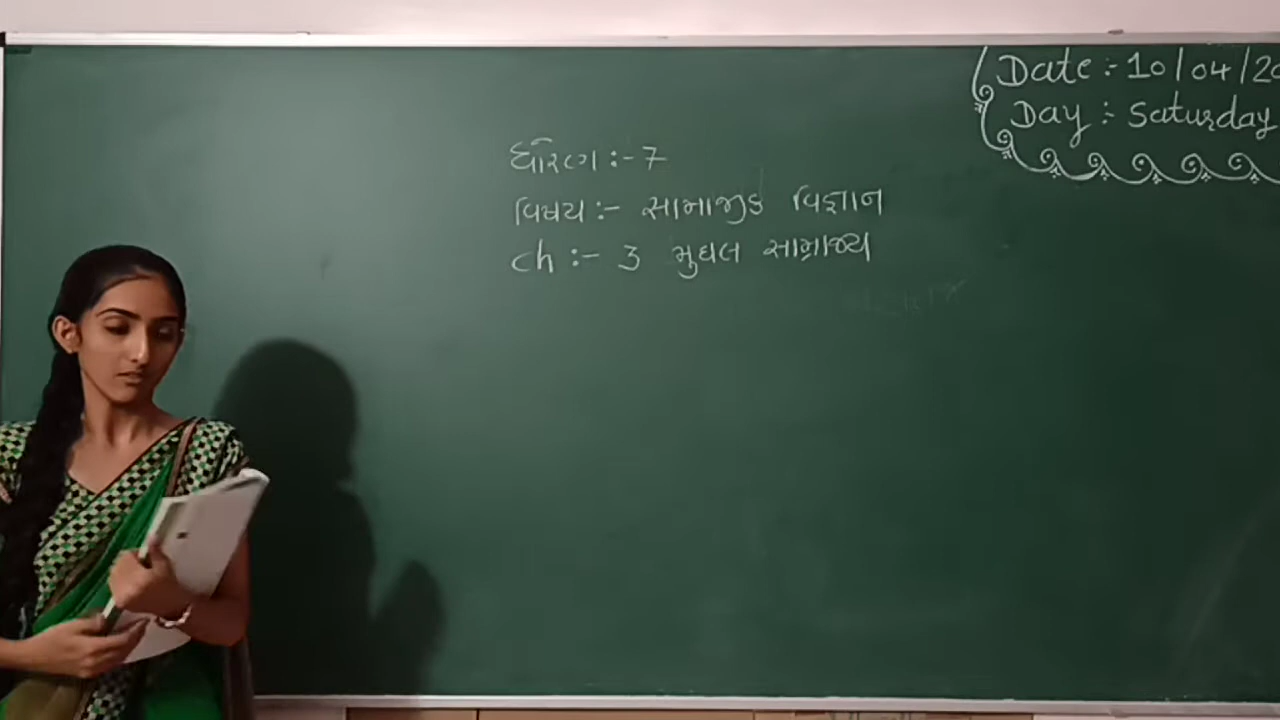 Date :- 10/04/20
Day :- Saturday
ધોરણ :- 7
વિષય :- સામાજીક વિજ્ઞાન
ch :- 3 મુઘલ સામ્રાજ્ય